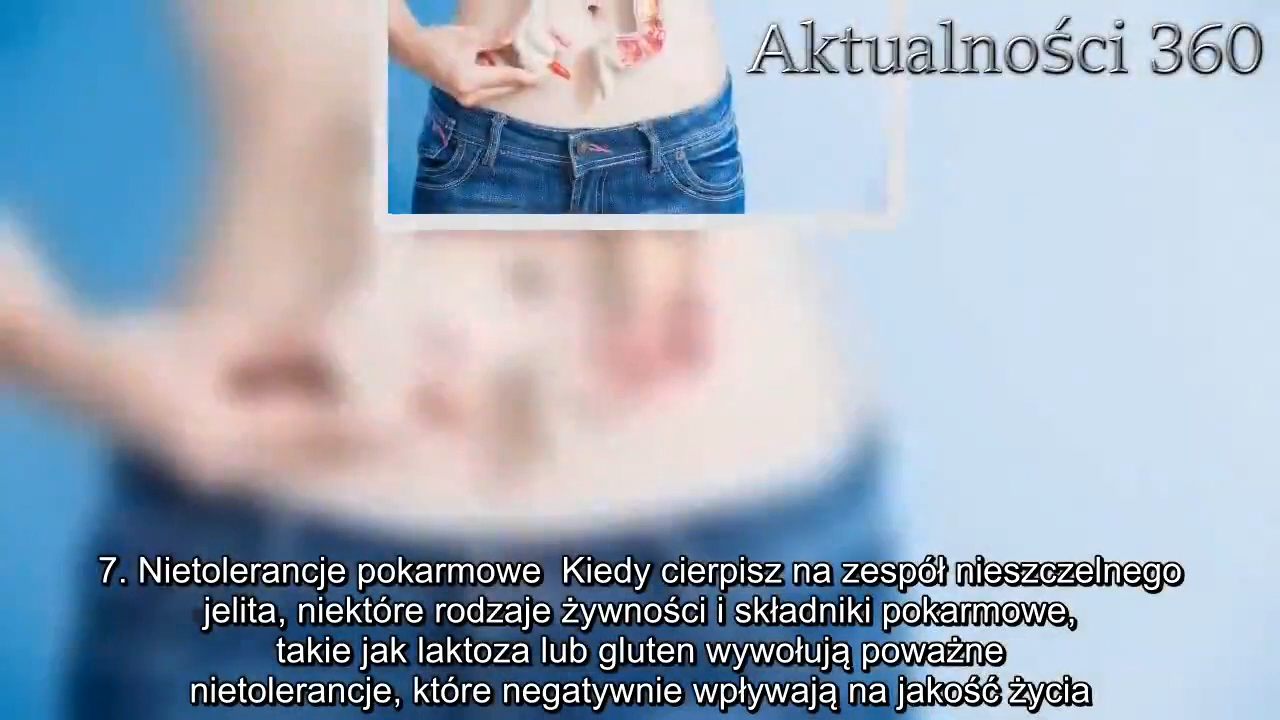 Aktualności 360
7. Nietolerancje pokarmowe  Kiedy cierpisz na zespół nieszczelnego
jelita, niektóre rodzaje żywności i składniki pokarmowe,
takie jak laktoza lub gluten wywołują poważne
nietolerancje, które negatywnie wpływają na jakość życia